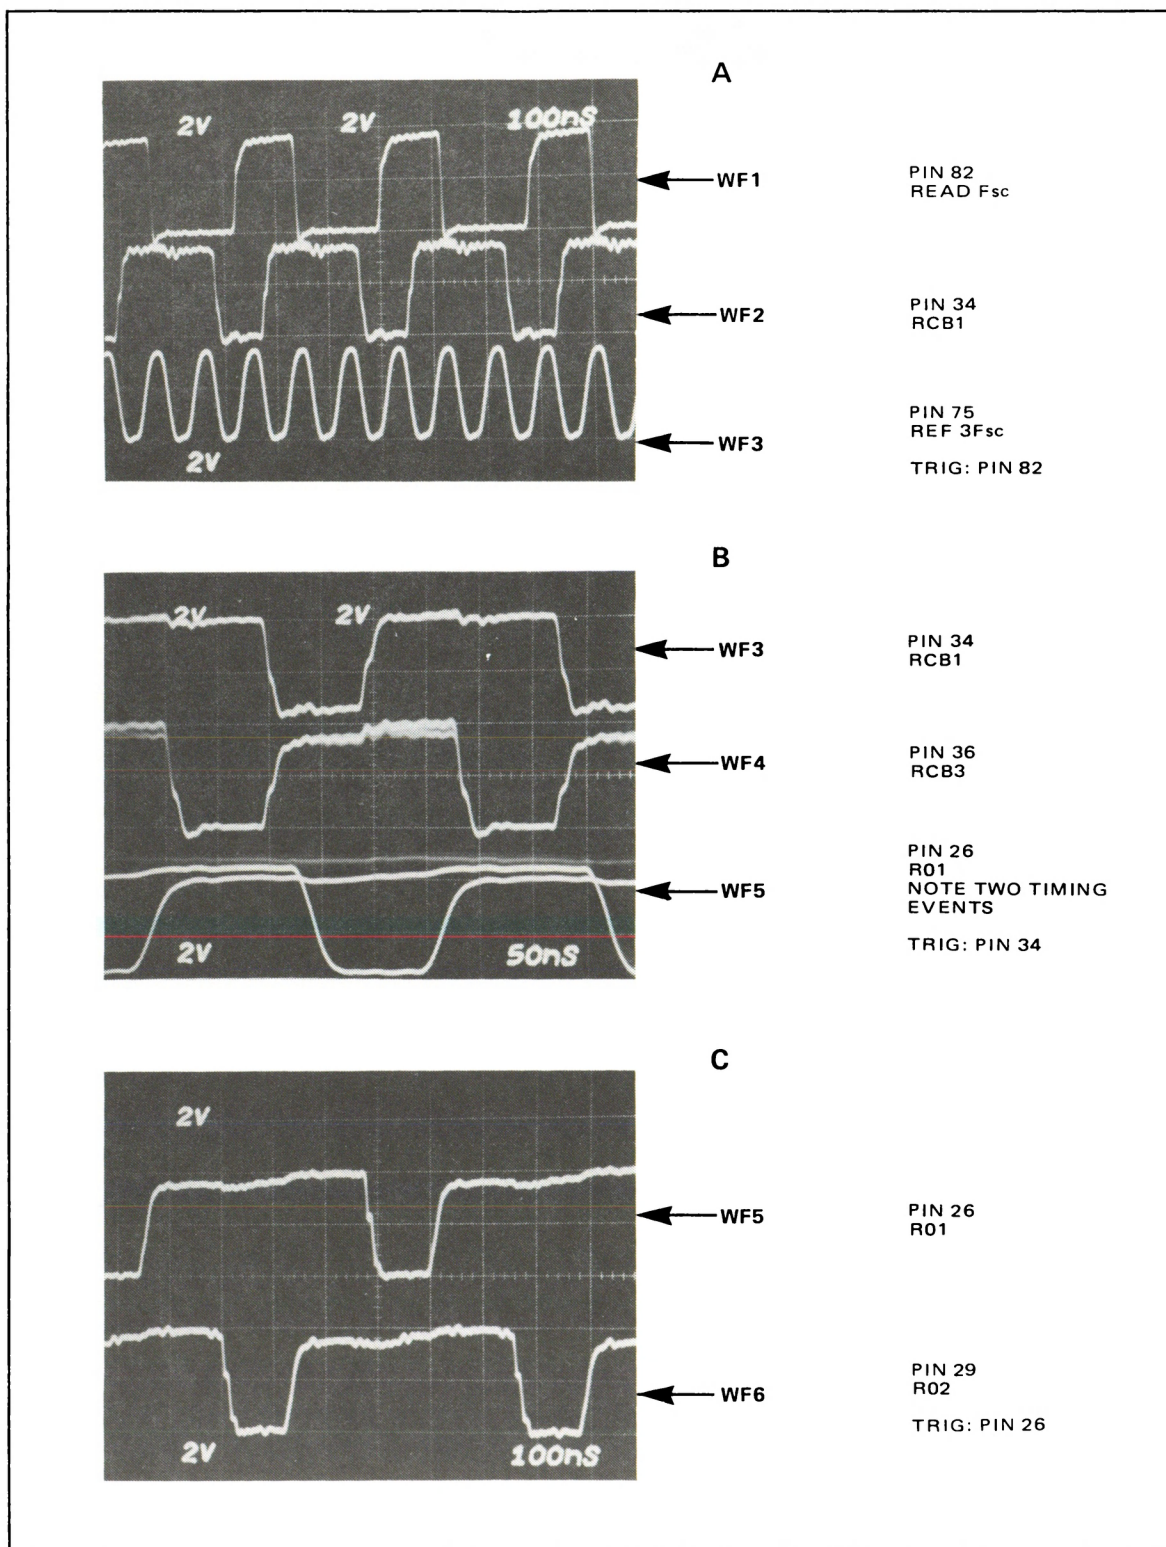 A
2V 2V 100nS
WF1
PIN 82
READ Fsc
WF2
PIN 34
RCB1
WF3
PIN 75
REF 3Fsc
TRIG: PIN 82
2V
B
2V 2V
WF3
PIN 34
RCB1
WF4
PIN 36
RCB3
WF5
PIN 26
R01
NOTE TWO TIMING
EVENTS
TRIG: PIN 34
2V 50nS
C
2V
WF5
PIN 26
R01
WF6
PIN 29
R02
TRIG: PIN 26
2V 100nS